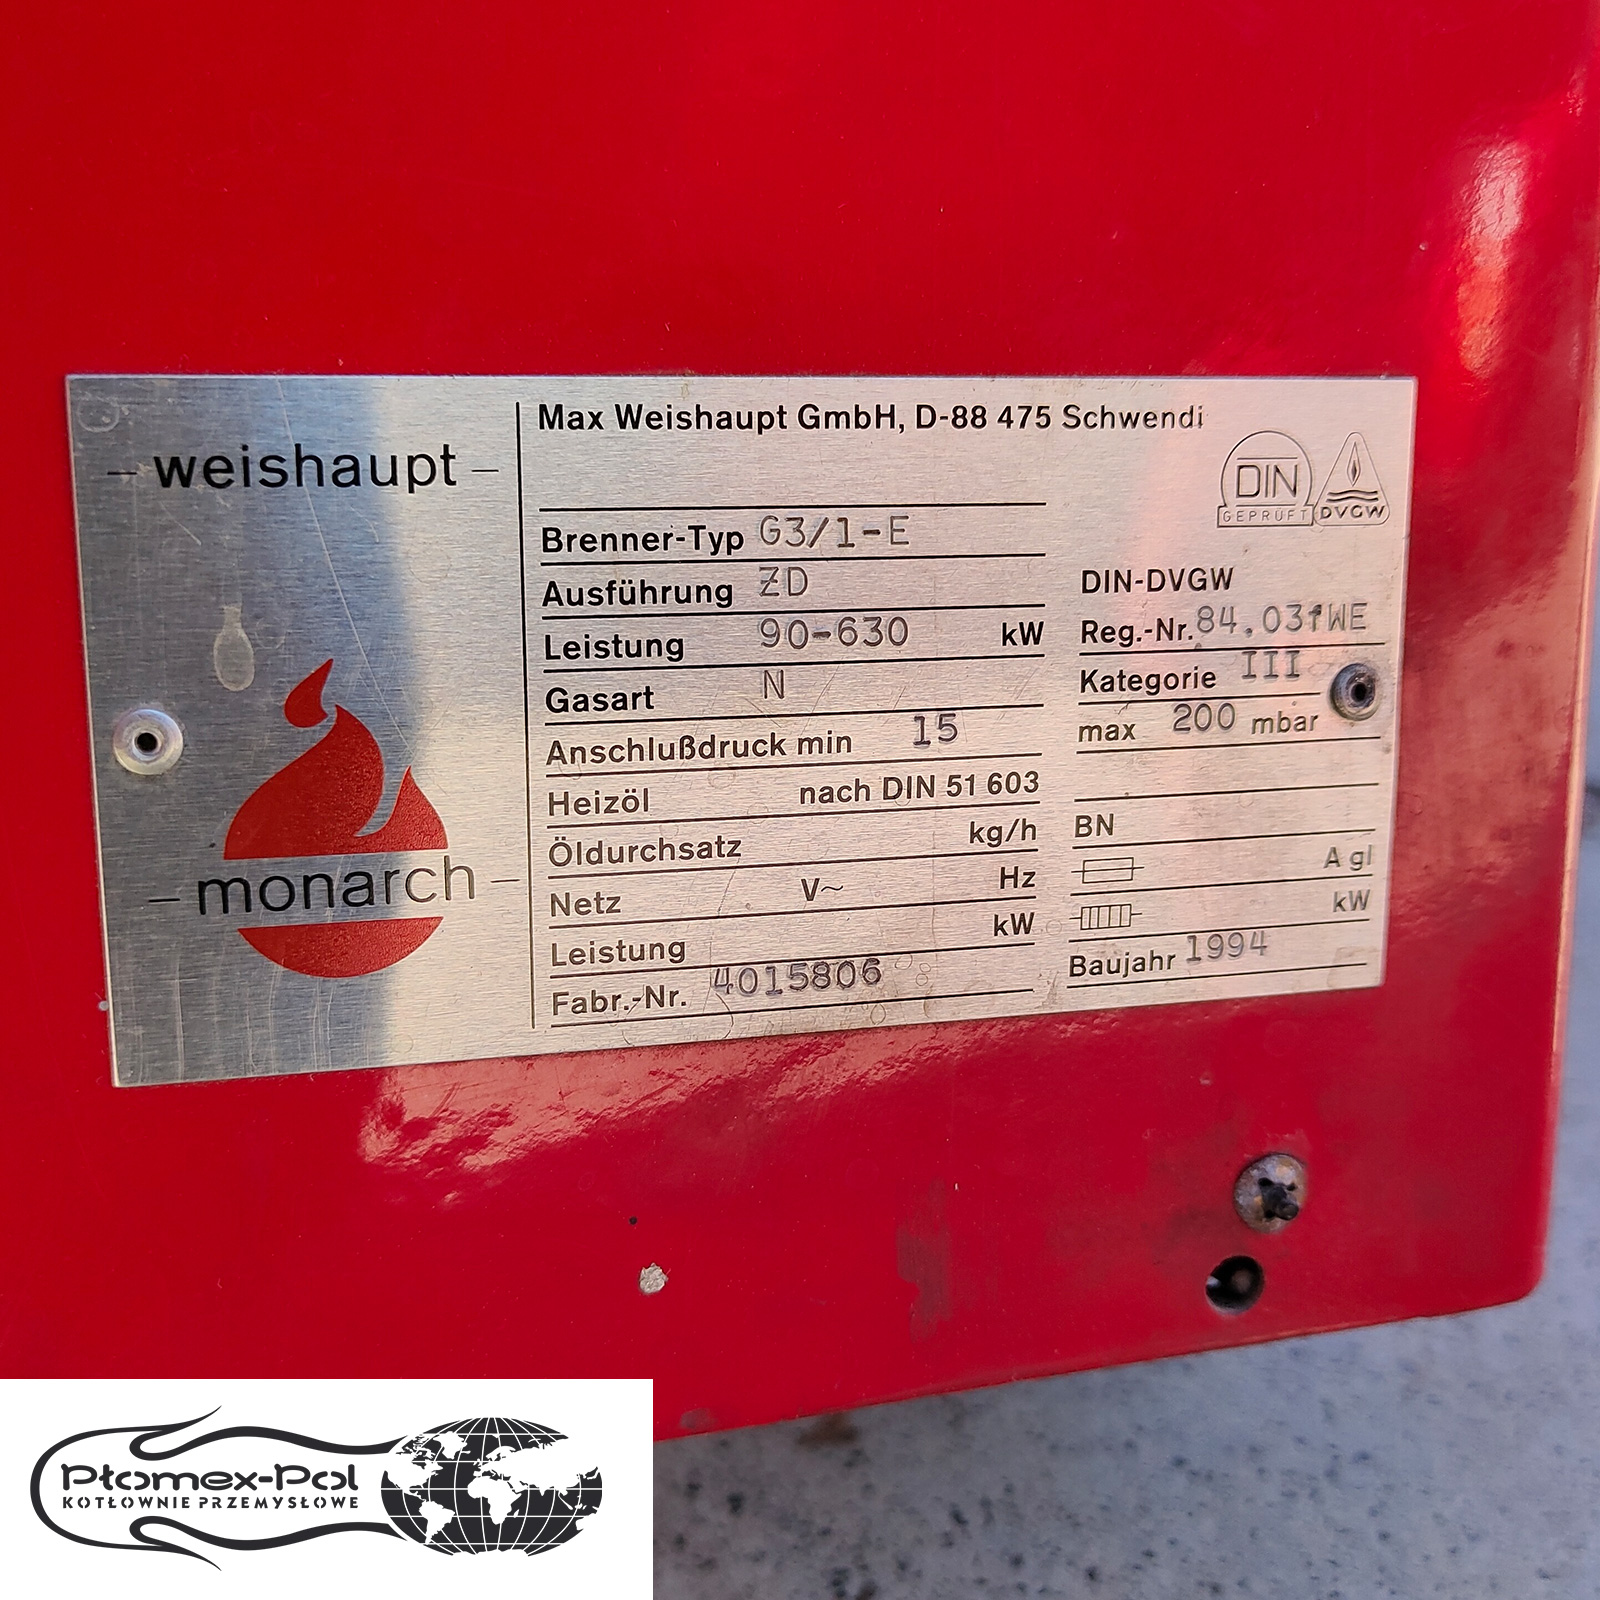 Max Weishaupt GmbH, D-88 475 Schwendi
– weishaupt –
DIN
GEPRÜFT
DVGW
Brenner-Typ G3/1-E
Ausführung ZD
DIN-DVGW
Leistung 90-630 kW
Reg.-Nr. 84.031WE
Gasart N
Kategorie III
Anschlußdruck min 15
max 200 mbar
Heizöl nach DIN 51 603
Öldurchsatz kg/h
BN
Netz V~ Hz
A gl
Leistung kW
kW
Fabr.-Nr. 4015806
Baujahr 1994
– monarch –
Płomex-Pol
KOTŁOWNIE PRZEMYSŁOWE